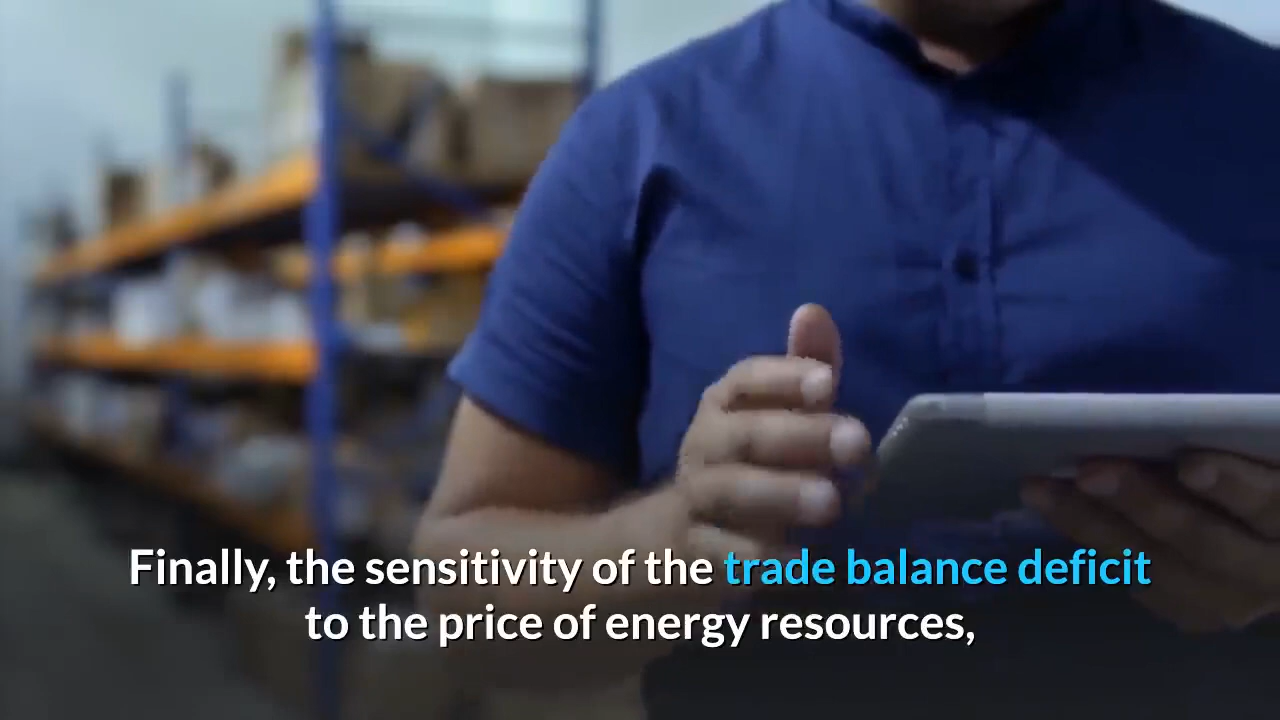 Finally, the sensitivity of the trade balance deficit
to the price of energy resources,